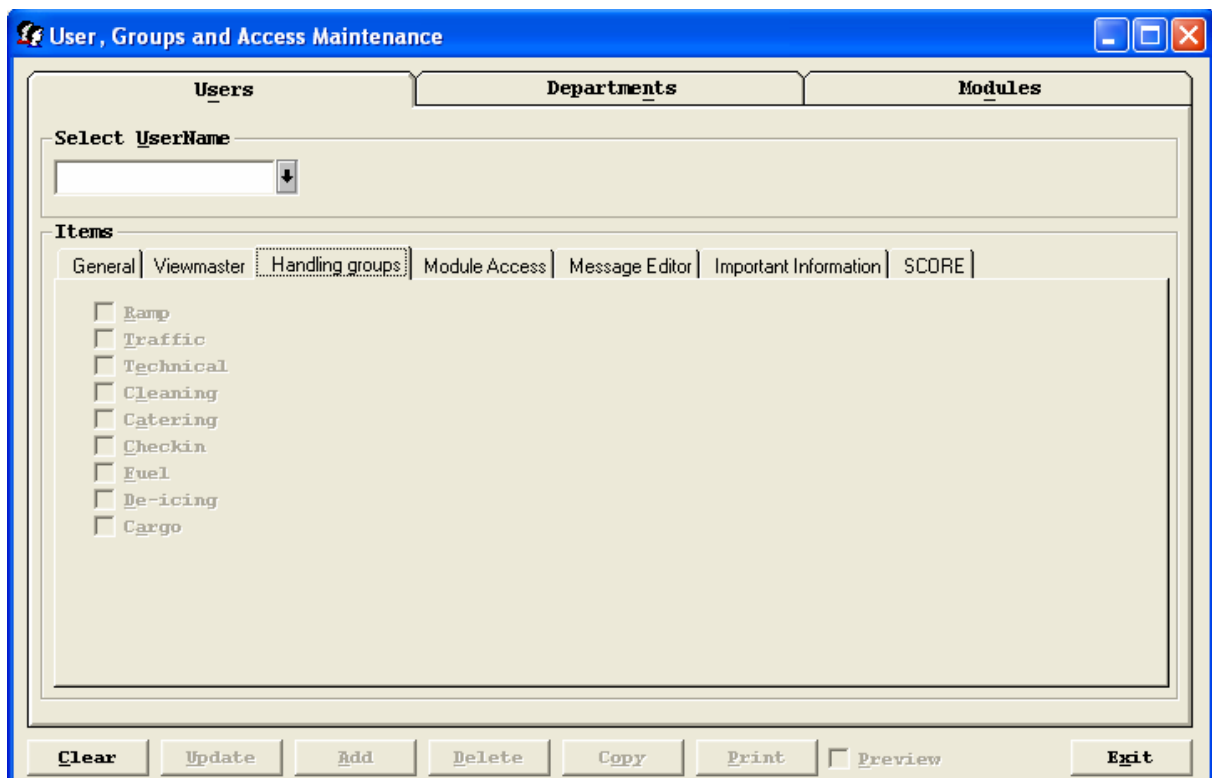 User, Groups and Access Maintenance
Users Departments Modules
Select UserName
Items
General Viewmaster Handling groups Module Access Message Editor Important Information SCORE
Ramp
Traffic
Technical
Cleaning
Catering
Checkin
Fuel
De-icing
Cargo
Clear Update Add Delete Copy Print Preview Exit